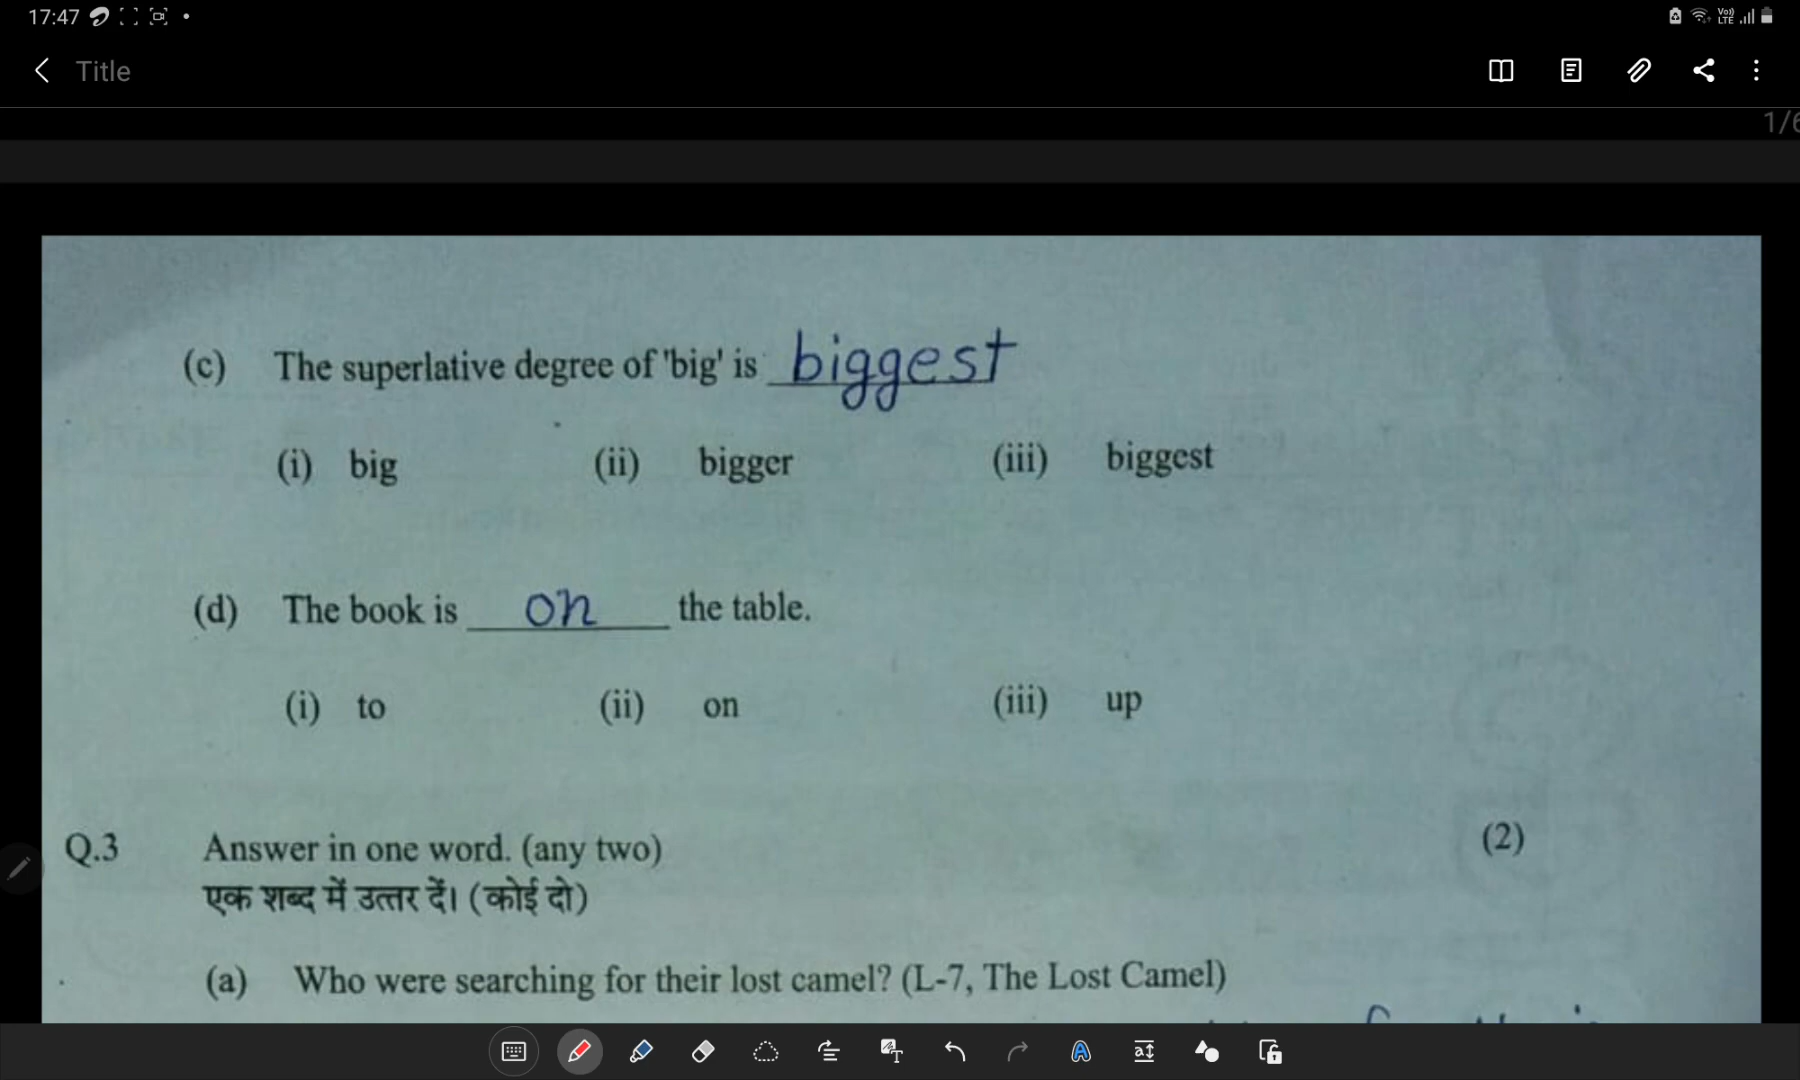 17:47
Title
1/6
(c) The superlative degree of 'big' is biggest
(i) big (ii) bigger (iii) biggest
(d) The book is on the table.
(i) to (ii) on (iii) up
Q.3 Answer in one word. (any two) (2)
एक शब्द में उत्तर दें। (कोई दो)
(a) Who were searching for their lost camel? (L-7, The Lost Camel)